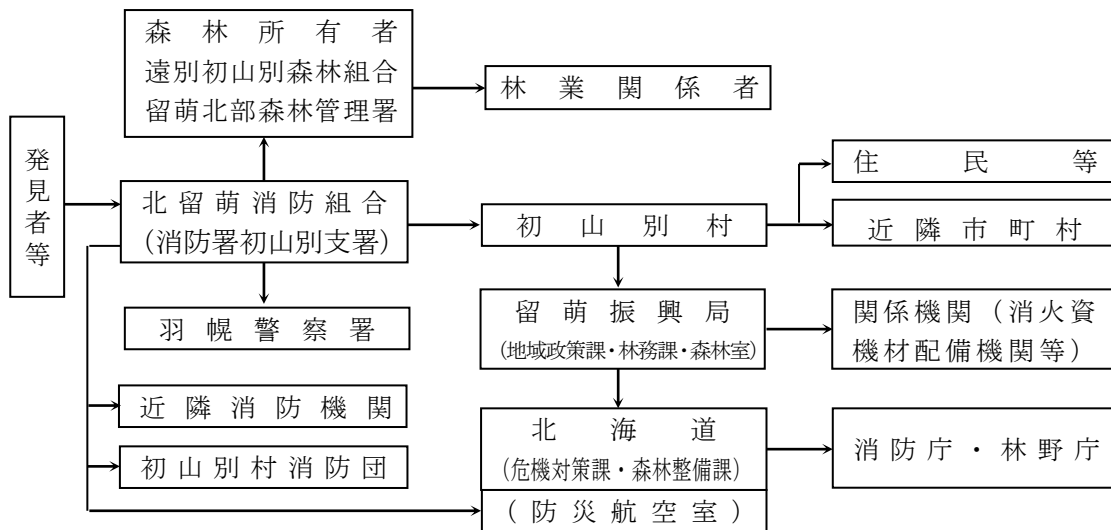 森林所有者
遠別初山別森林組合
留萌北部森林管理署
林業関係者
発見者等
北留萌消防組合
（消防署初山別支署）
初山別村
住民等
近隣市町村
羽幌警察署
留萌振興局
（地域政策課・林務課・森林室）
関係機関（消火資
機材配備機関等）
近隣消防機関
初山別村消防団
北海道
（危機対策課・森林整備課）
（防災航空室）
消防庁・林野庁